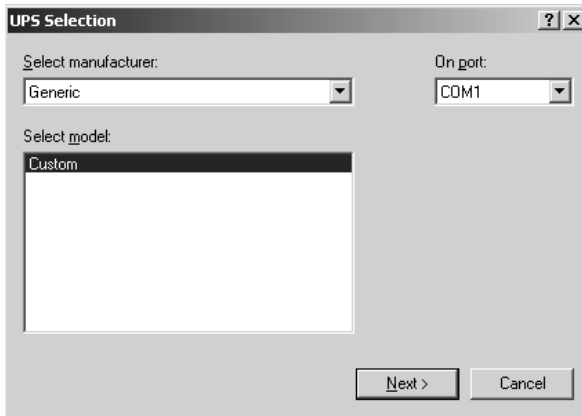 UPS Selection
Select manufacturer:
On port:
Generic
COM1
Select model:
Custom
Next >
Cancel